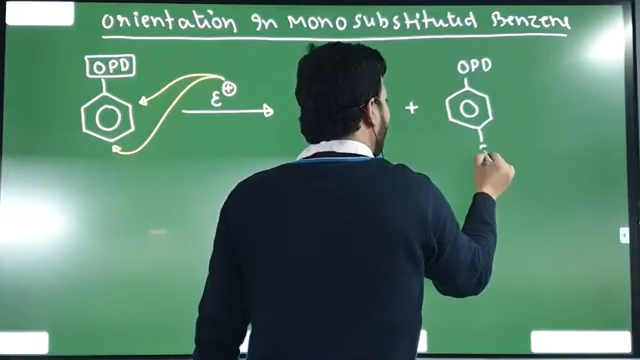 orientation In Mono substituted Benzene
OPD
ε⊕
+
OPD